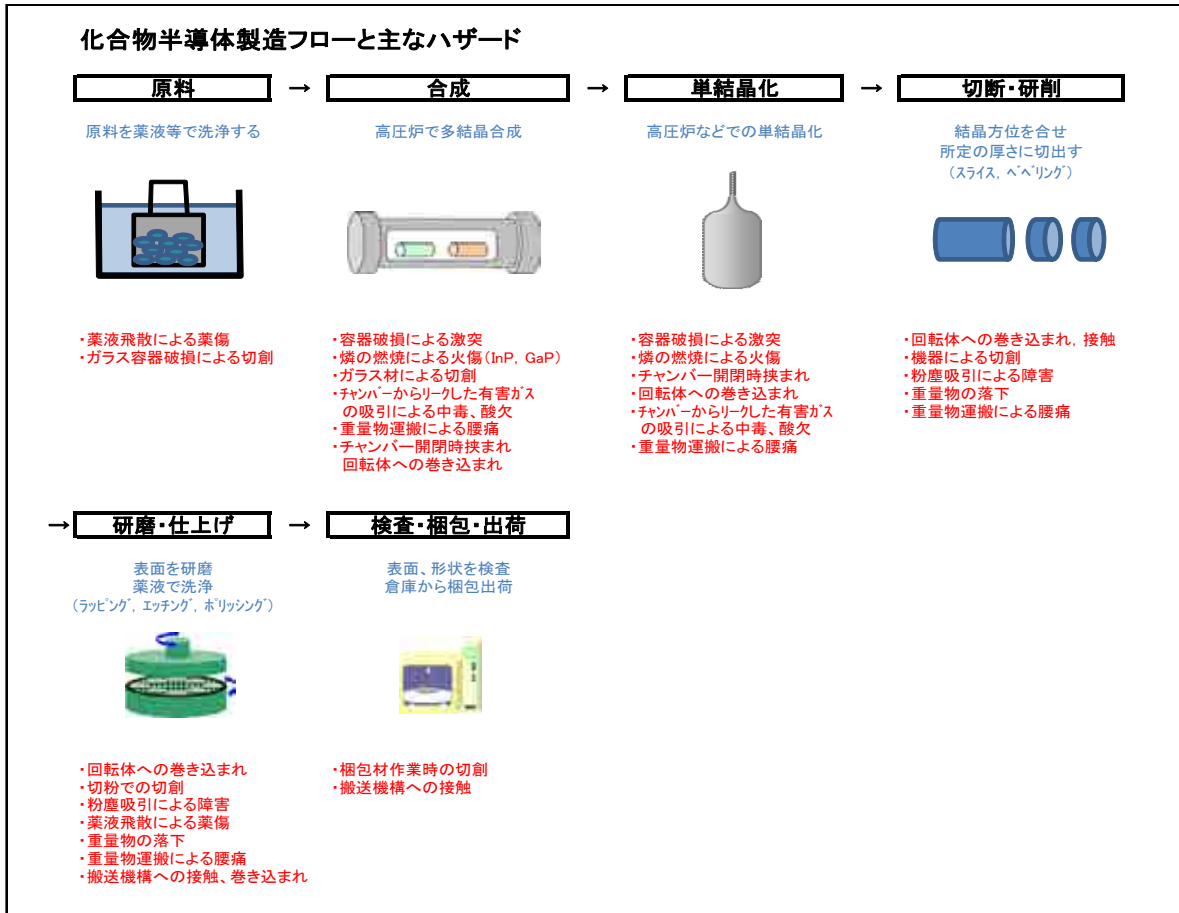 化合物半導体製造フローと主なハザード
原料 → 合成 → 単結晶化 → 切断・研削
原料を薬液等で洗浄する
・薬液飛散による薬傷
・ガラス容器破損による切創
高圧炉で多結晶合成
・容器破損による激突
・燐の燃焼による火傷(InP, GaP)
・ガラス材による切創
・ﾁｬﾝﾊﾞｰからﾘｰｸした有害ｶﾞｽ
の吸引による中毒、酸欠
・重量物運搬による腰痛
・チャンバー開閉時挟まれ
回転体への巻き込まれ
高圧炉などでの単結晶化
・容器破損による激突
・燐の燃焼による火傷
・チャンバー開閉時挟まれ
・回転体への巻き込まれ
・ﾁｬﾝﾊﾞｰからﾘｰｸした有害ｶﾞｽ
の吸引による中毒、酸欠
・重量物運搬による腰痛
結晶方位を合せ
所定の厚さに切出す
(スライス, ベベリング)
・回転体への巻き込まれ, 接触
・機器による切創
・粉塵吸引による障害
・重量物の落下
・重量物運搬による腰痛
→ 研磨・仕上げ → 検査・梱包・出荷
表面を研磨
薬液で洗浄
(ﾗｯﾋﾟﾝｸﾞ, ｴｯﾁﾝｸﾞ, ﾎﾟﾘｯｼﾝｸﾞ)
・回転体への巻き込まれ
・切粉での切創
・粉塵吸引による障害
・薬液飛散による薬傷
・重量物の落下
・重量物運搬による腰痛
・搬送機構への接触、巻き込まれ
表面、形状を検査
倉庫から梱包出荷
・梱包材作業時の切創
・搬送機構への接触